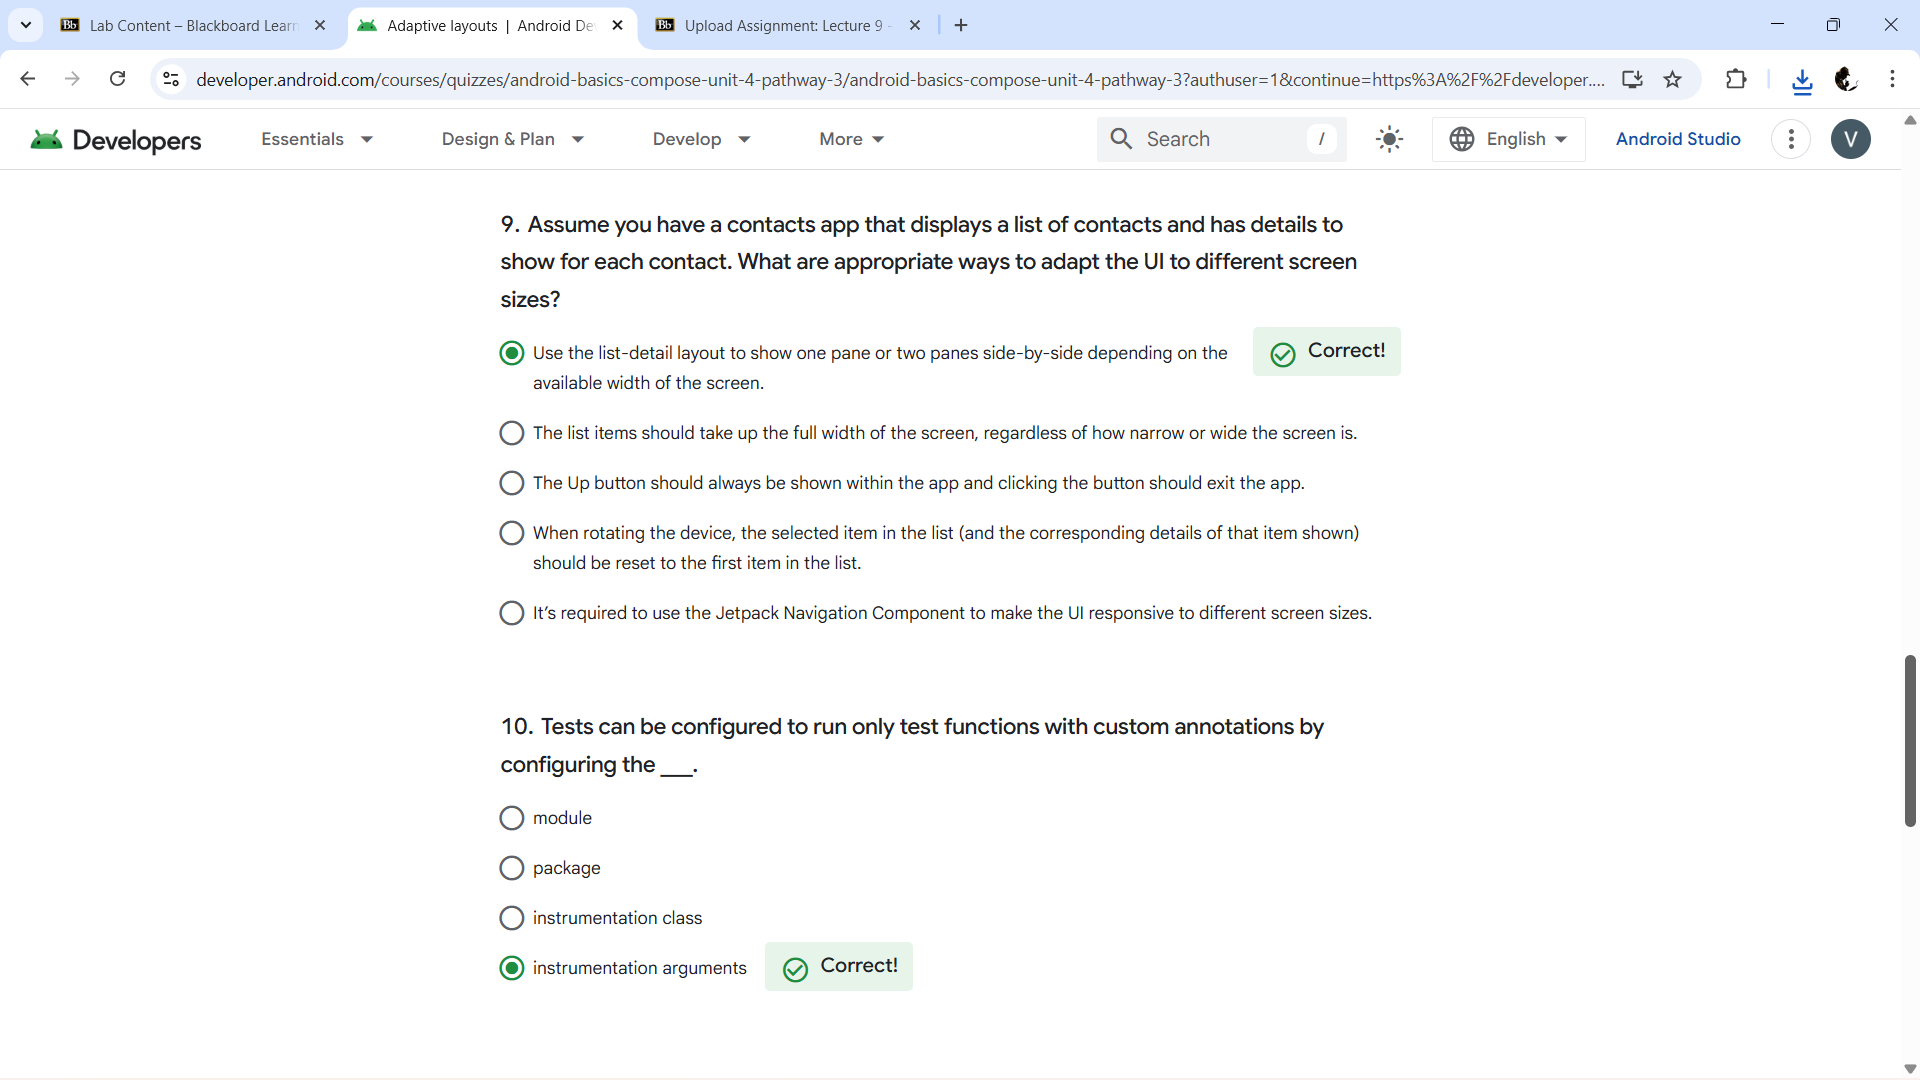 Lab Content – Blackboard Learn
Adaptive layouts | Android De
Upload Assignment: Lecture 9 -
developer.android.com/courses/quizzes/android-basics-compose-unit-4-pathway-3/android-basics-compose-unit-4-pathway-3?authuser=1&continue=https%3A%2F%2Fdeveloper....
Developers
Essentials
Design & Plan
Develop
More
Search
/
English
Android Studio
V
9. Assume you have a contacts app that displays a list of contacts and has details to
show for each contact. What are appropriate ways to adapt the UI to different screen
sizes?
Use the list-detail layout to show one pane or two panes side-by-side depending on the
available width of the screen.
Correct!
The list items should take up the full width of the screen, regardless of how narrow or wide the screen is.
The Up button should always be shown within the app and clicking the button should exit the app.
When rotating the device, the selected item in the list (and the corresponding details of that item shown)
should be reset to the first item in the list.
It’s required to use the Jetpack Navigation Component to make the UI responsive to different screen sizes.
10. Tests can be configured to run only test functions with custom annotations by
configuring the ___.
module
package
instrumentation class
instrumentation arguments
Correct!